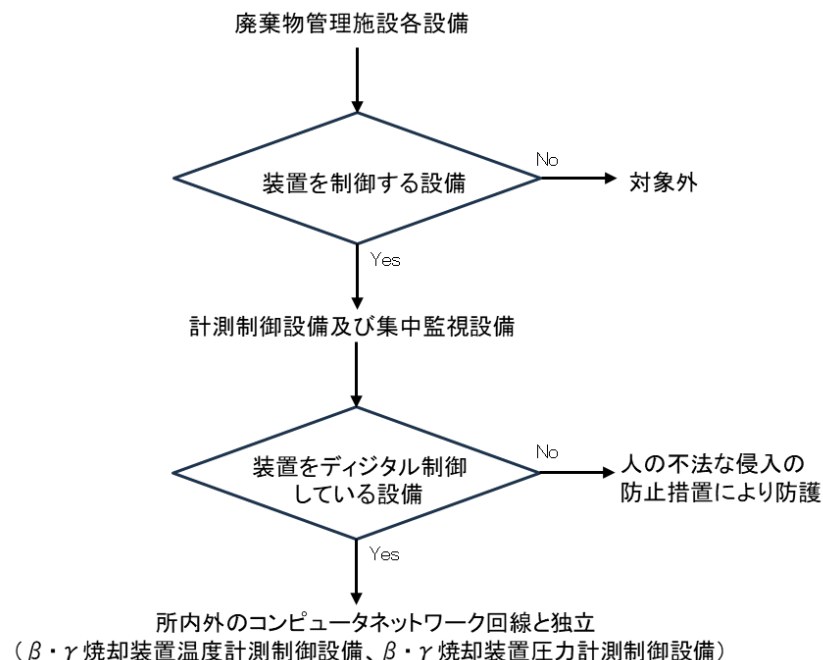 廃棄物管理施設各設備
装置を制御する設備
No
対象外
Yes
計測制御設備及び集中監視設備
装置をディジタル制御
している設備
No
人の不法な侵入の
防止措置により防護
Yes
所内外のコンピュータネットワーク回線と独立
（β・γ焼却装置温度計測制御設備、β・γ焼却装置圧力計測制御設備）